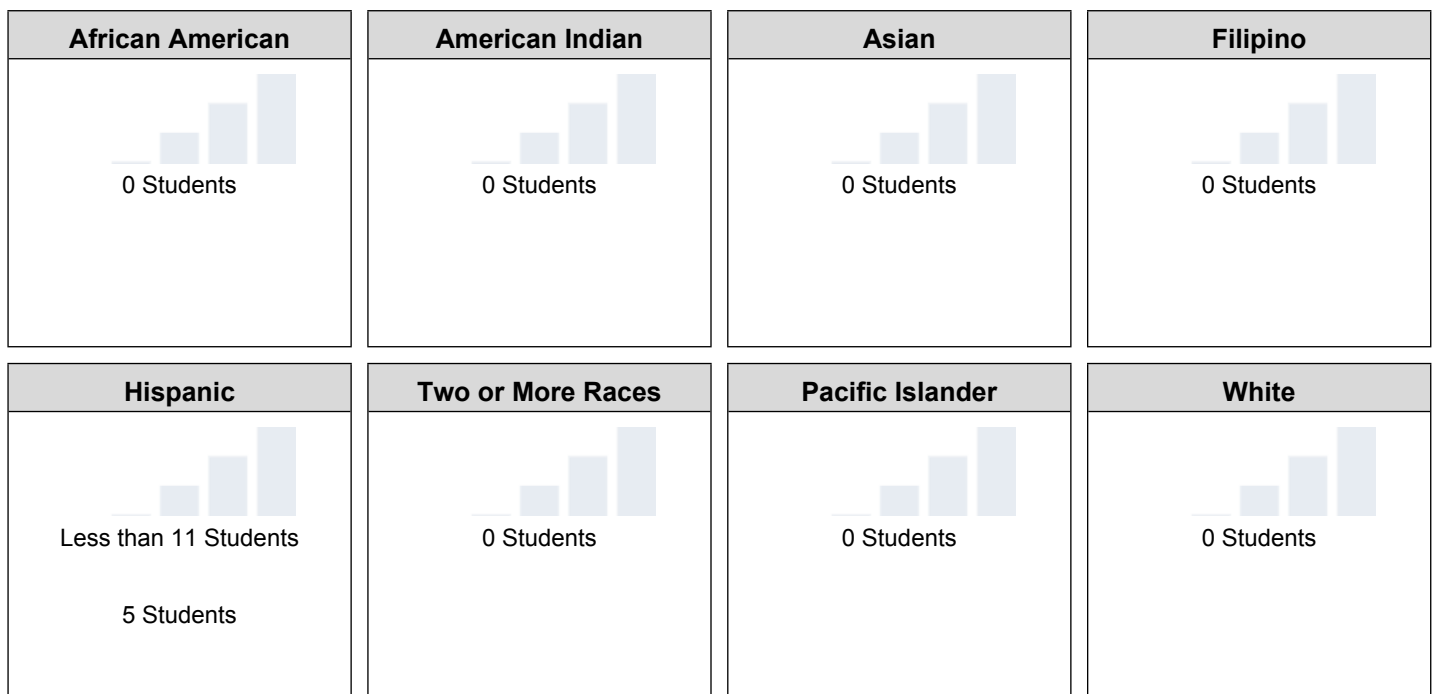 African American
American Indian
Asian
Filipino
0 Students
0 Students
0 Students
0 Students
Hispanic
Two or More Races
Pacific Islander
White
Less than 11 Students
0 Students
0 Students
0 Students
5 Students